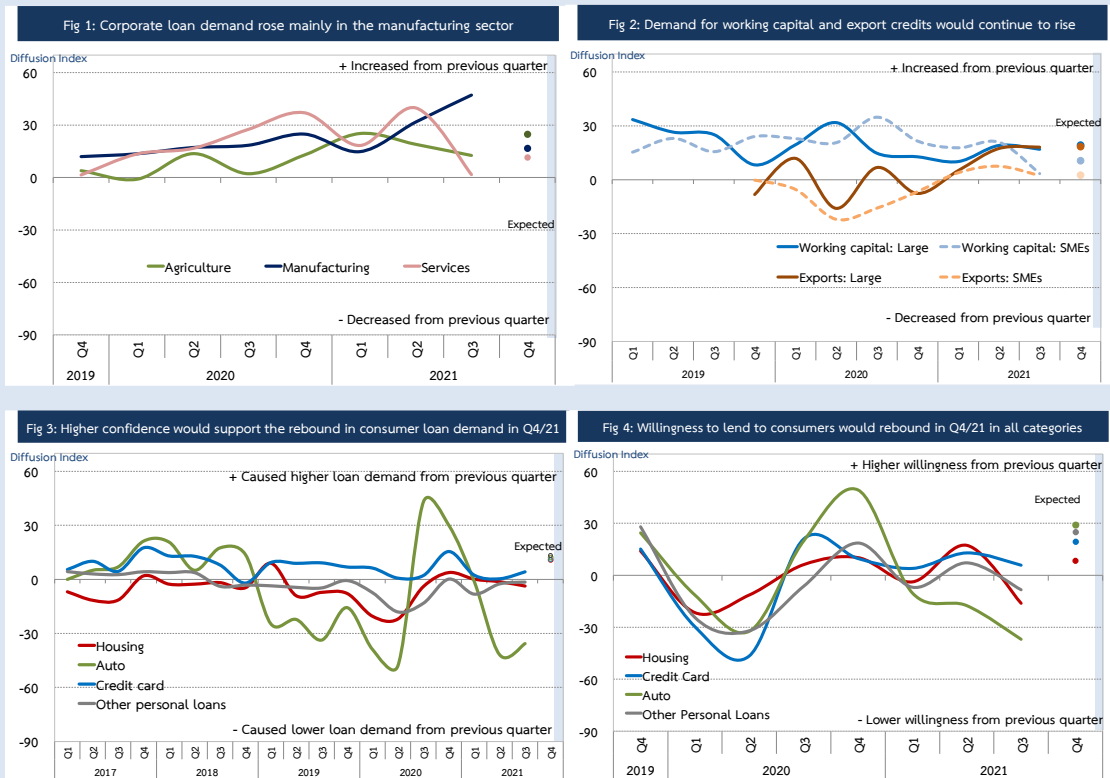 Fig 1: Corporate loan demand rose mainly in the manufacturing sector
Diffusion Index
+ Increased from previous quarter
60
30
0
-30
-60
-90
Expected
Agriculture
Manufacturing
Services
- Decreased from previous quarter
Q4 Q1 Q2 Q3 Q4 Q1 Q2 Q3 Q4
2019 2020 2021
Fig 2: Demand for working capital and export credits would continue to rise
Diffusion Index
+ Increased from previous quarter
60
30
0
-30
-60
-90
Expected
Working capital: Large
Working capital: SMEs
Exports: Large
Exports: SMEs
- Decreased from previous quarter
Q1 Q2 Q3 Q4 Q1 Q2 Q3 Q4 Q1 Q2 Q3 Q4
2019 2020 2021
Fig 3: Higher confidence would support the rebound in consumer loan demand in Q4/21
Diffusion Index
+ Caused higher loan demand from previous quarter
60
30
0
-30
-60
-90
Expected
Housing
Auto
Credit card
Other personal loans
- Caused lower loan demand from previous quarter
Q1 Q2 Q3 Q4 Q1 Q2 Q3 Q4 Q1 Q2 Q3 Q4 Q1 Q2 Q3 Q4 Q1 Q2 Q3 Q4
2017 2018 2019 2020 2021
Fig 4: Willingness to lend to consumers would rebound in Q4/21 in all categories
Diffusion Index
+ Higher willingness from previous quarter
60
30
0
-30
-60
-90
Expected
Housing
Credit Card
Auto
Other Personal Loans
- Lower willingness from previous quarter
Q4 Q1 Q2 Q3 Q4 Q1 Q2 Q3 Q4
2019 2020 2021